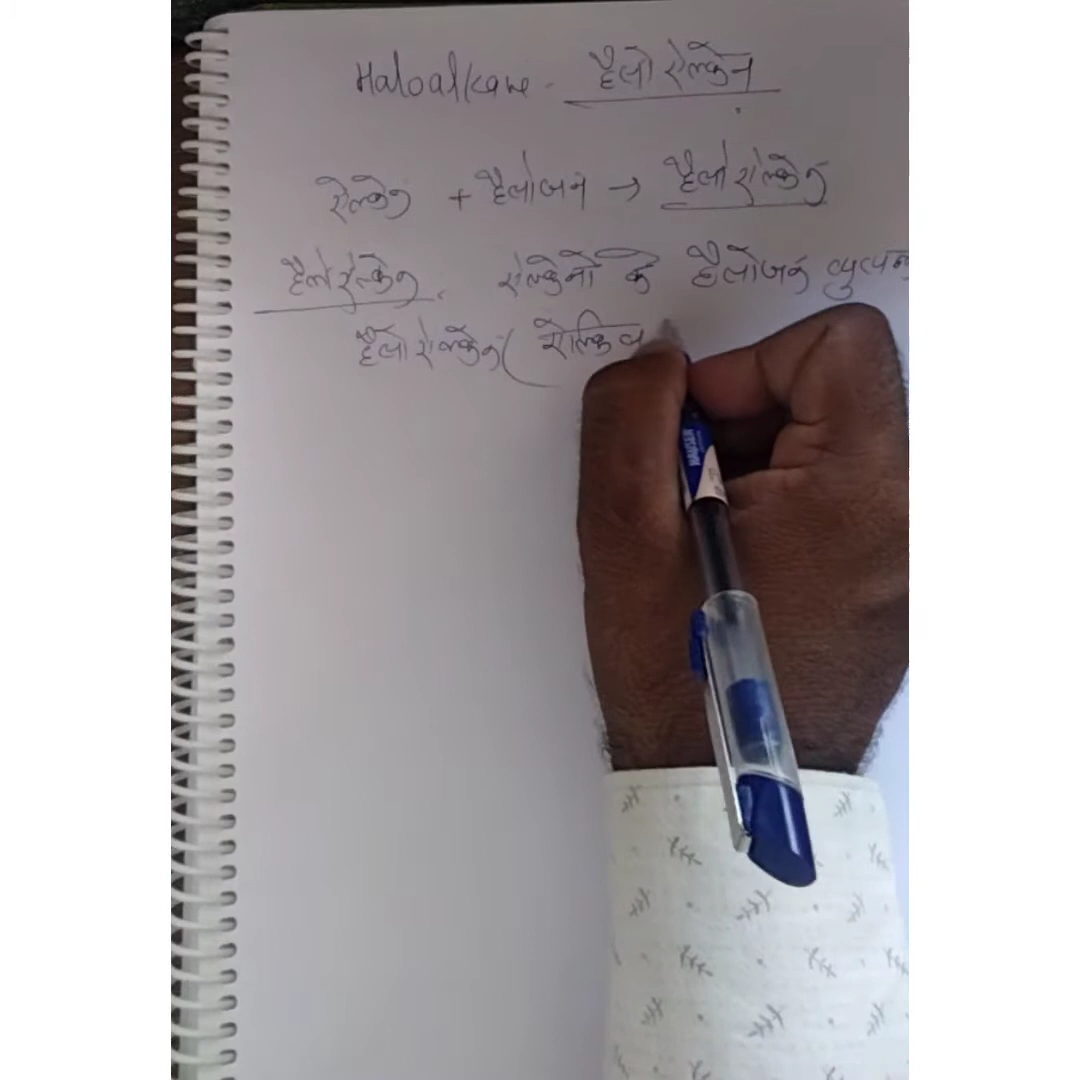 Haloalkane - हैलोऐल्केन
ऐल्केन + हैलोजन → हैलोऐल्केन
हैलोऐल्केन. ऐल्केनों के हैलोजन व्युत्पन्न
हैलोऐल्केन (ऐल्किल